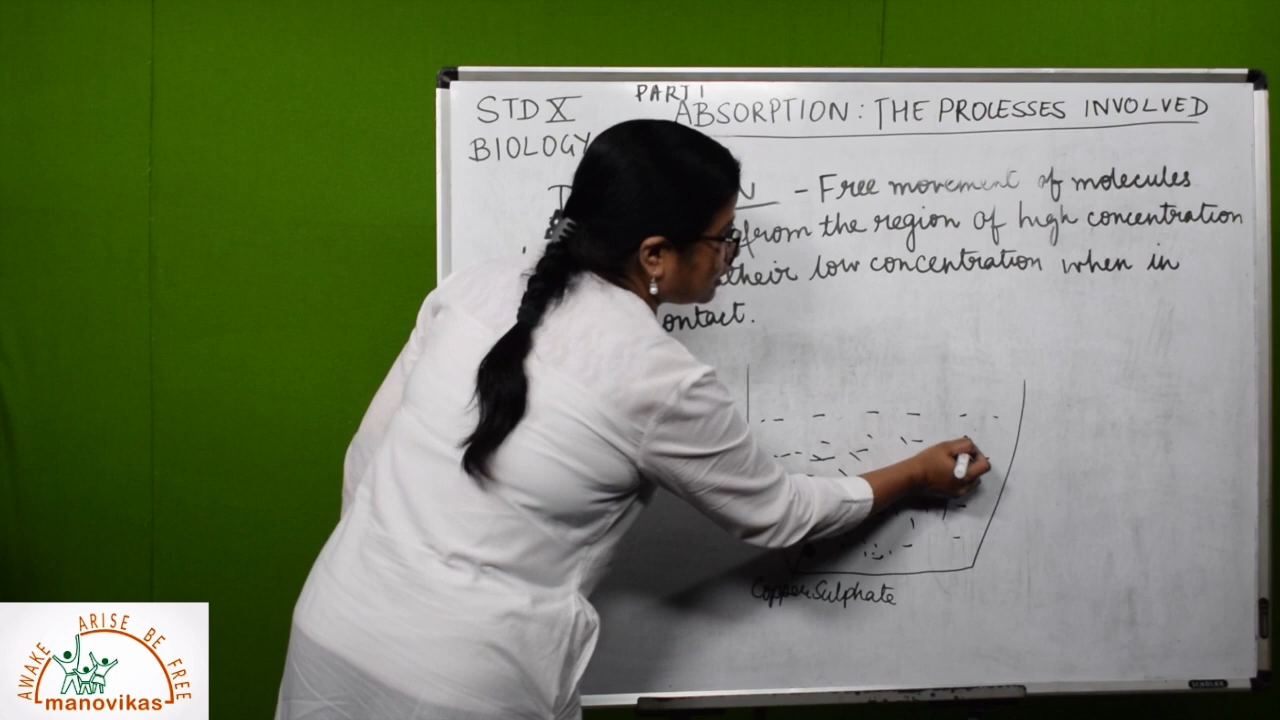 PART 1
STD X ABSORPTION: THE PROCESSES INVOLVED
BIOLOGY
- Free movement of molecules
from the region of high concentration
their low concentration when in
ontact.
Copper Sulphate
AWAKE ARISE BE FREE
manovikas